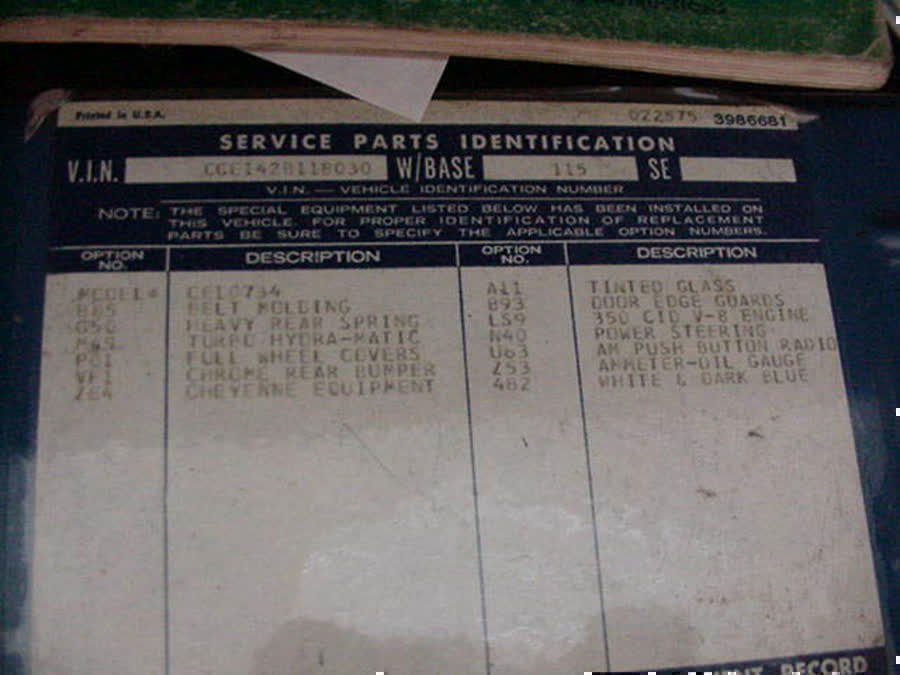 Printed in U.S.A. 022575 3986681
SERVICE PARTS IDENTIFICATION
V.I.N. CCE142B118030 W/BASE 115 SE
V.I.N. — VEHICLE IDENTIFICATION NUMBER
NOTE: THE SPECIAL EQUIPMENT LISTED BELOW HAS BEEN INSTALLED ON
THIS VEHICLE. FOR PROPER IDENTIFICATION OF REPLACEMENT
PARTS BE SURE TO SPECIFY THE APPLICABLE OPTION NUMBERS.
OPTION NO. DESCRIPTION OPTION NO. DESCRIPTION
MODEL# CE10734 A11 TINTED GLASS
B85 BELT MOLDING B93 DOOR EDGE GUARDS
G50 HEAVY REAR SPRING LS9 350 CID V-8 ENGINE
M49 TURBO HYDRA-MATIC N40 POWER STEERING
P01 FULL WHEEL COVERS U63 AM PUSH BUTTON RADIO
VF1 CHROME REAR BUMPER Z53 AMMETER-OIL GAUGE
CHEYENNE EQUIPMENT 482 WHITE & DARK BLUE
RECORD